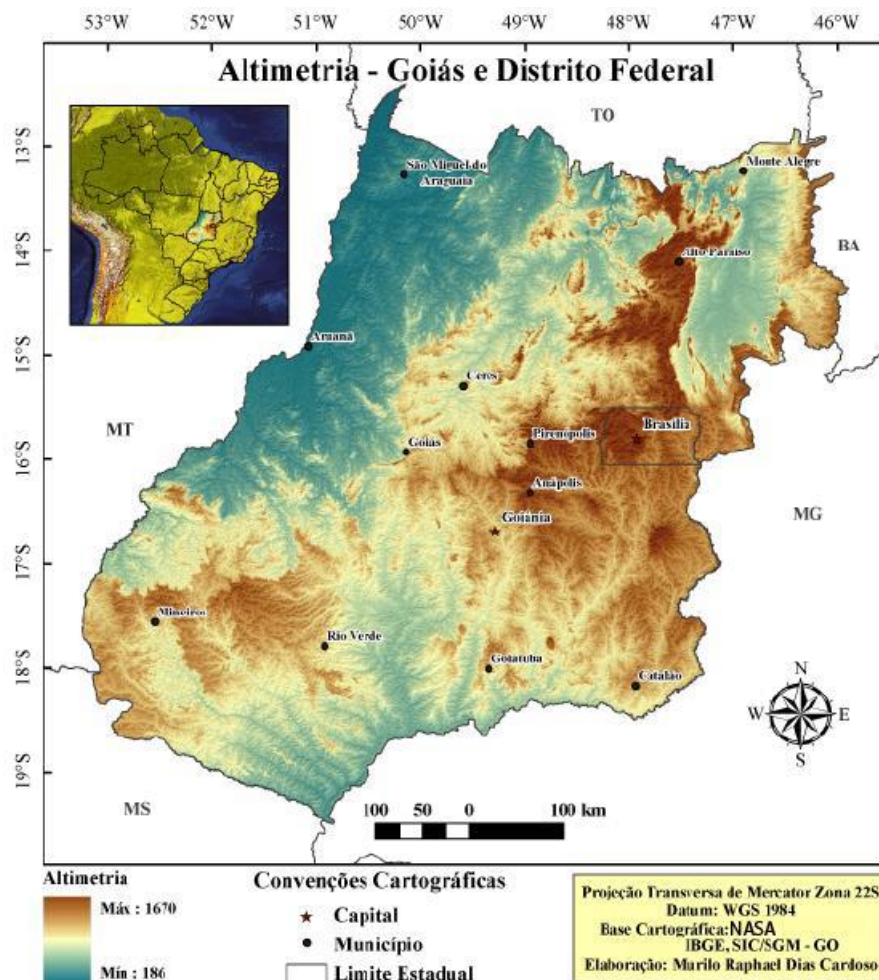 53°W 52°W 51°W 50°W 49°W 48°W 47°W 46°W
Altimetria - Goiás e Distrito Federal
TO
13°S
São Miguel do
Araguaia
Monte Alegre
14°S
Alto Paraíso
BA
Aruanã
15°S
Ceres
MT
Goiás
Pirenópolis
Brasília
16°S
Anápolis
Goiânia
MG
17°S
Mineiros
Rio Verde
Goiatuba
Catalão
18°S
N
W E
S
19°S
MS
100 50 0 100 km
Altimetria
Máx : 1670
Mín : 186
Convenções Cartográficas
Capital
Município
Limite Estadual
Projeção Transversa de Mercator Zona 22S
Datum: WGS 1984
Base Cartográfica:NASA
IBGE, SIC/SGM - GO
Elaboração: Murilo Raphael Dias Cardoso